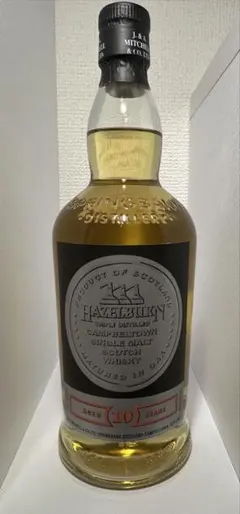 J. & A.
MITCHELL
& CO. LTD
DISTILLERY
PRODUCT OF SCOTLAND
HAZELBURN
TRIPLE DISTILLED
CAMPBELTOWN
SINGLE MALT
SCOTCH
WHISKY
MATURED IN OAK
AGED 10 YEARS